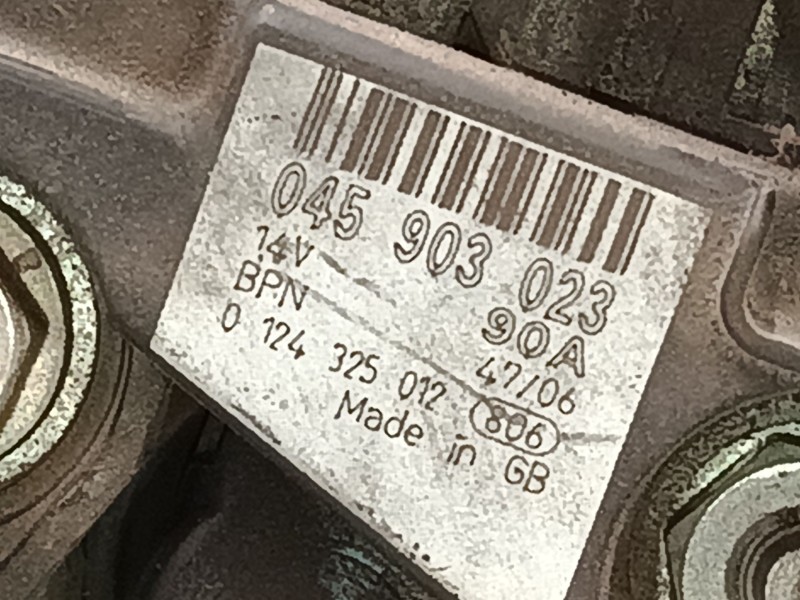 045 903 023
14V 90A
BPN 47/06
0 124 325 012 806
Made in GB